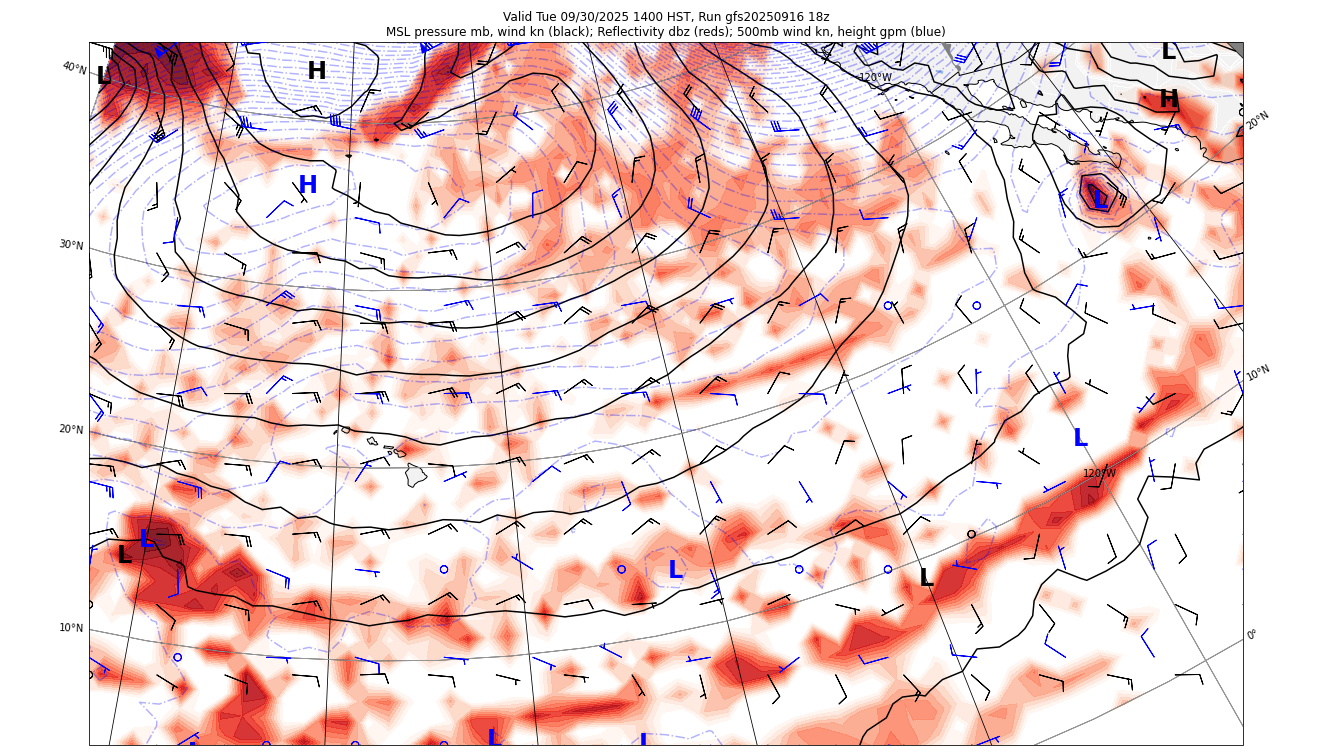 Valid Tue 09/30/2025 1400 HST, Run gfs20250916 18z
MSL pressure mb, wind kn (black); Reflectivity dbz (reds); 500mb wind kn, height gpm (blue)
L
H
L
120°W
H
40°N
20°N
H
L
30°N
10°N
20°N
L
120°W
L
L
L
L
10°N
0°
L
L
L